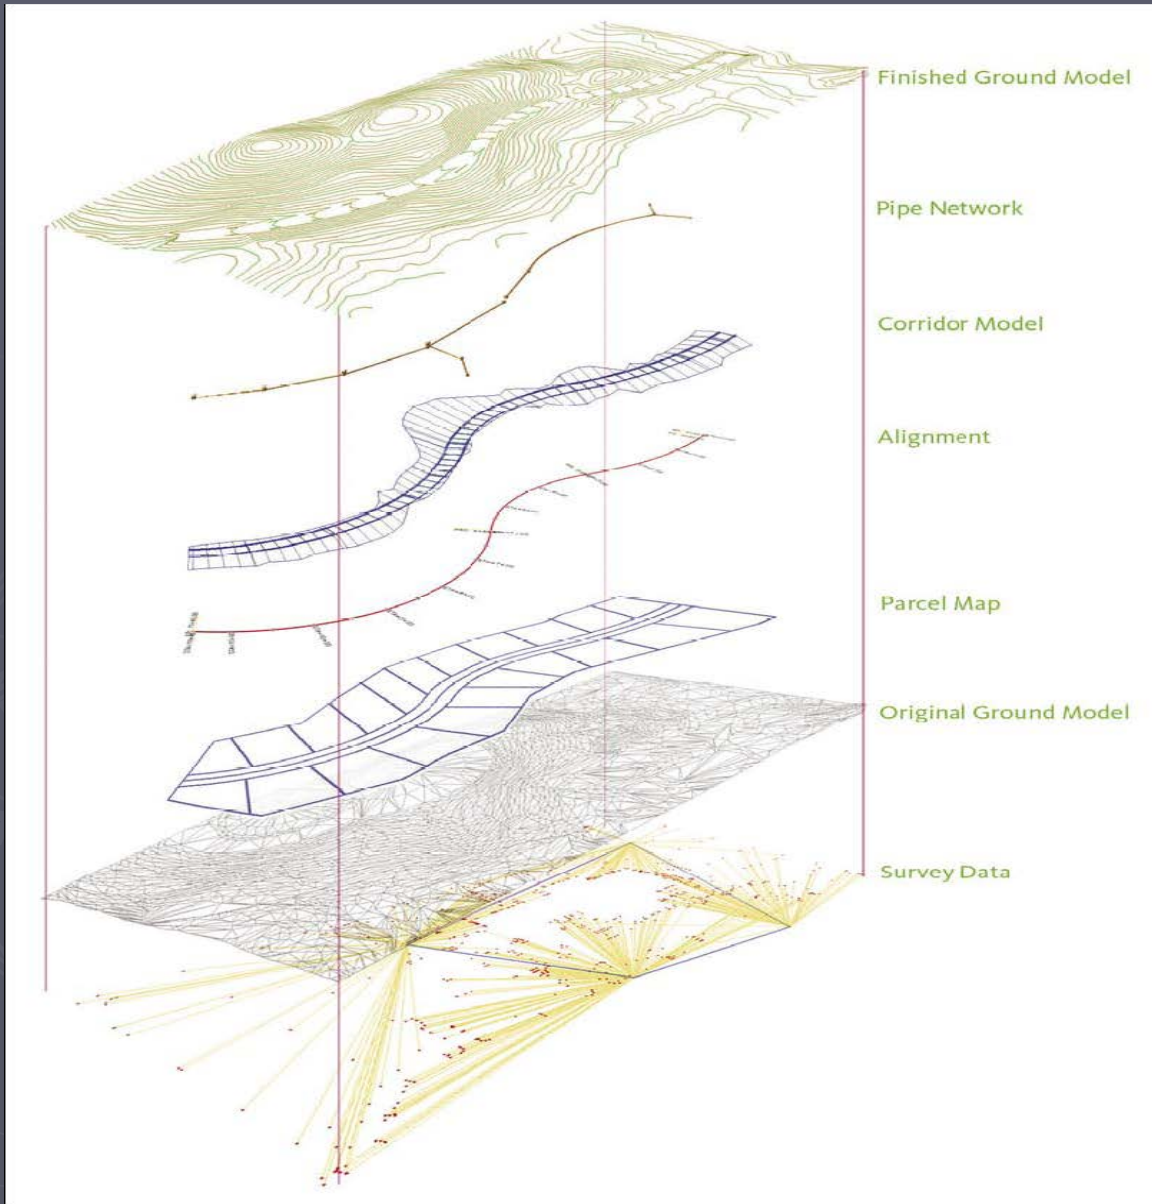 Finished Ground Model
Pipe Network
Corridor Model
Alignment
Parcel Map
Original Ground Model
Survey Data